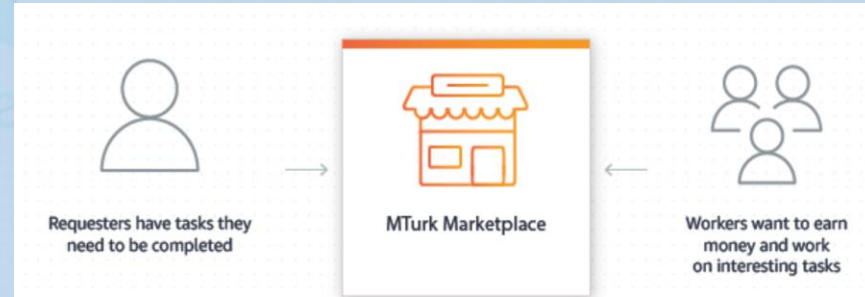 Requesters have tasks they
need to be completed
MTurk Marketplace
Workers want to earn
money and work
on interesting tasks